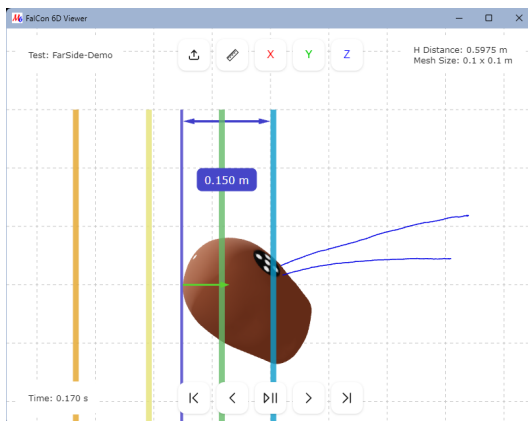 FalCon 6D Viewer
Test: FarSide-Demo
X
Y
Z
H Distance: 0.5975 m
Mesh Size: 0.1 x 0.1 m
0.150 m
Time: 0.170 s